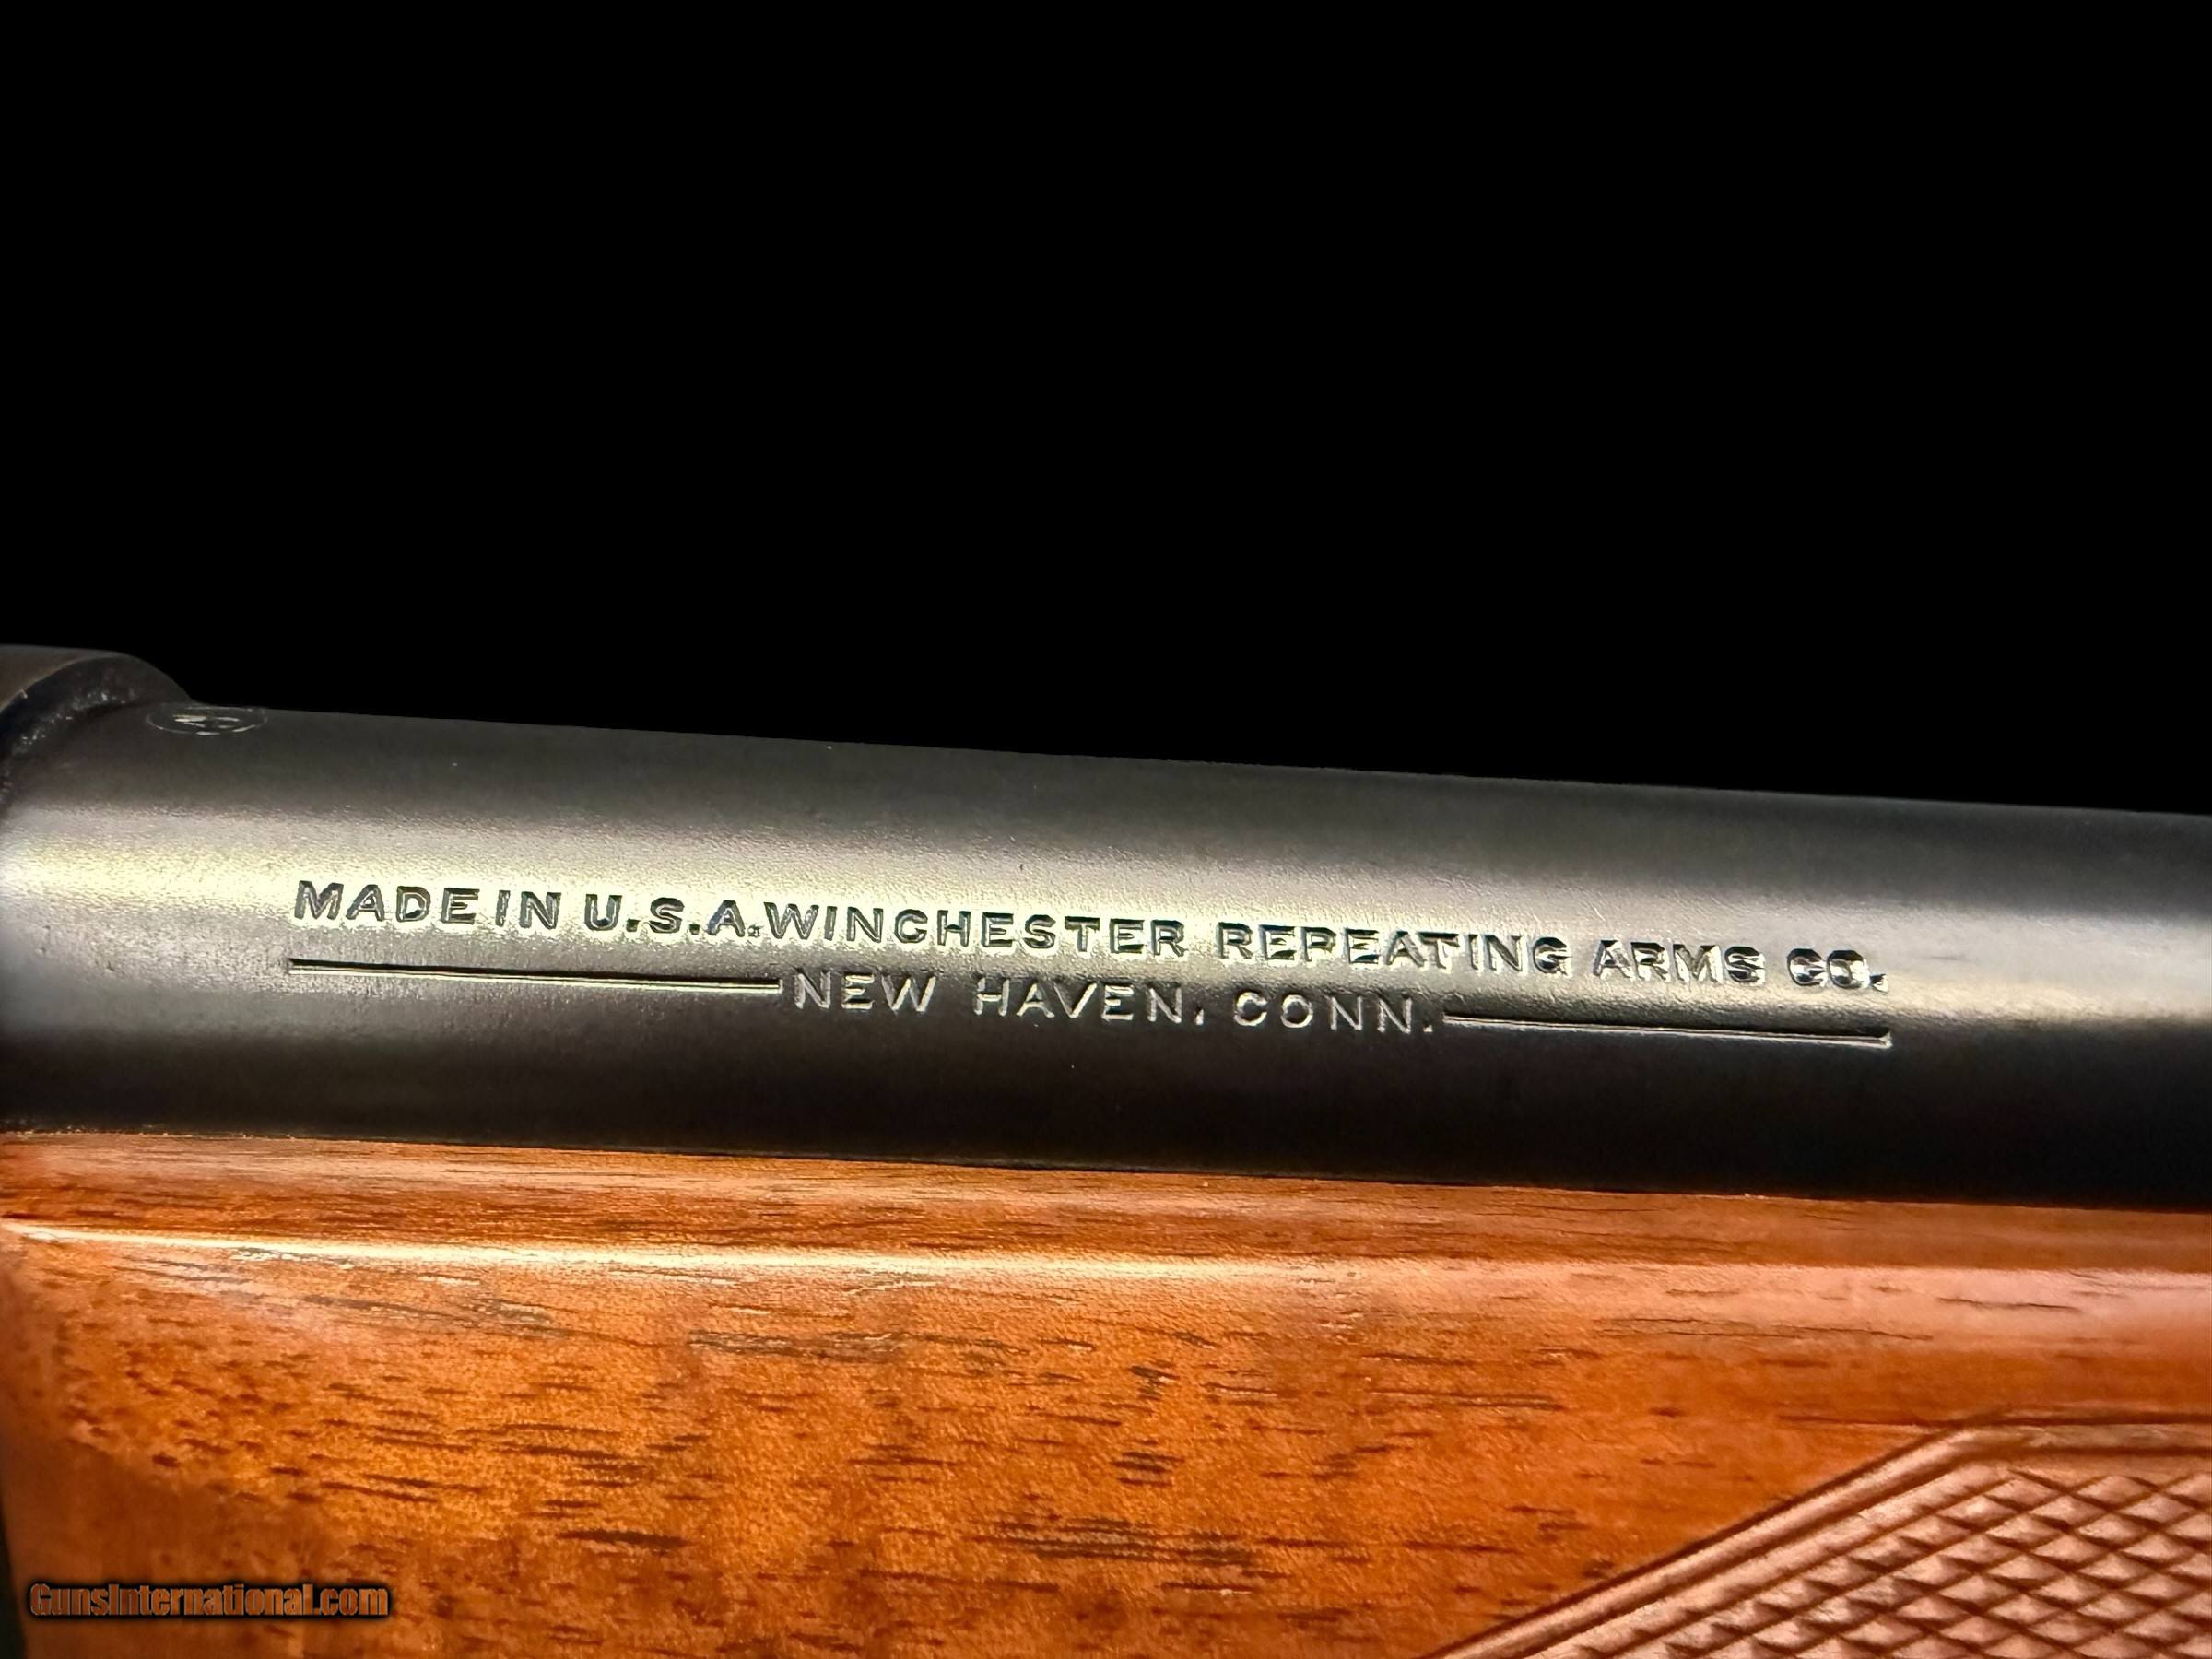 MADE IN U.S.A. WINCHESTER REPEATING ARMS CO.
NEW HAVEN, CONN.
GunsInternational.com